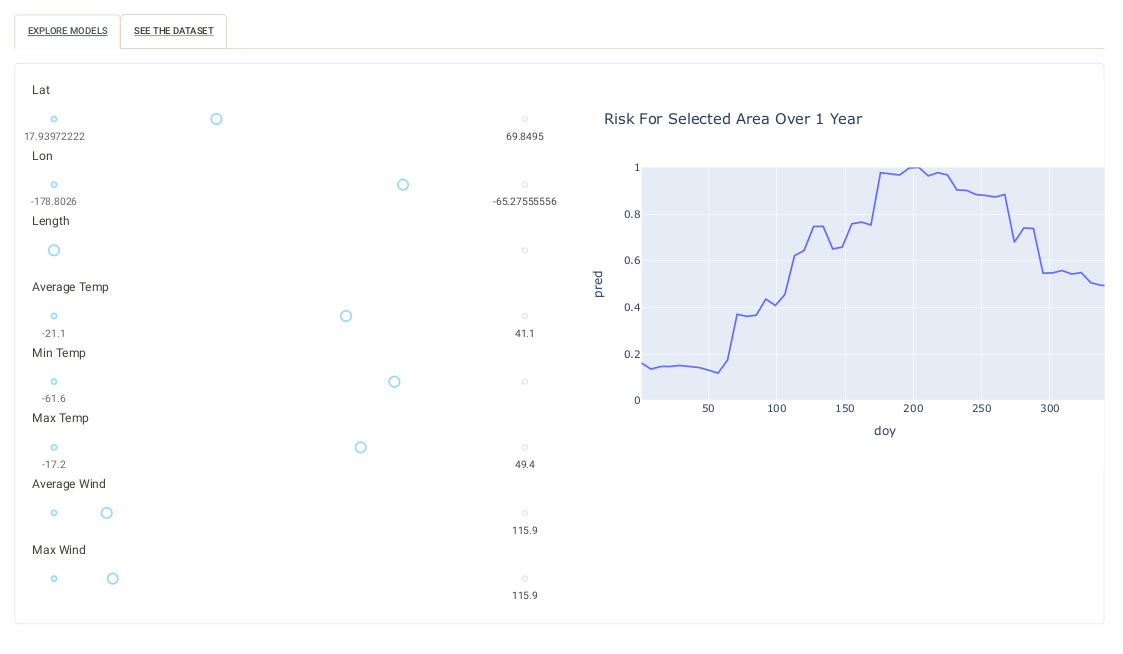 EXPLORE MODELS
SEE THE DATASET
Lat
17.93972222
69.8495
Lon
-178.8026
-65.27555556
Length
Average Temp
-21.1
41.1
Min Temp
-61.6
Max Temp
-17.2
49.4
Average Wind
115.9
Max Wind
115.9
Risk For Selected Area Over 1 Year
1
0.8
0.6
0.4
0.2
0
pred
50 100 150 200 250 300
doy